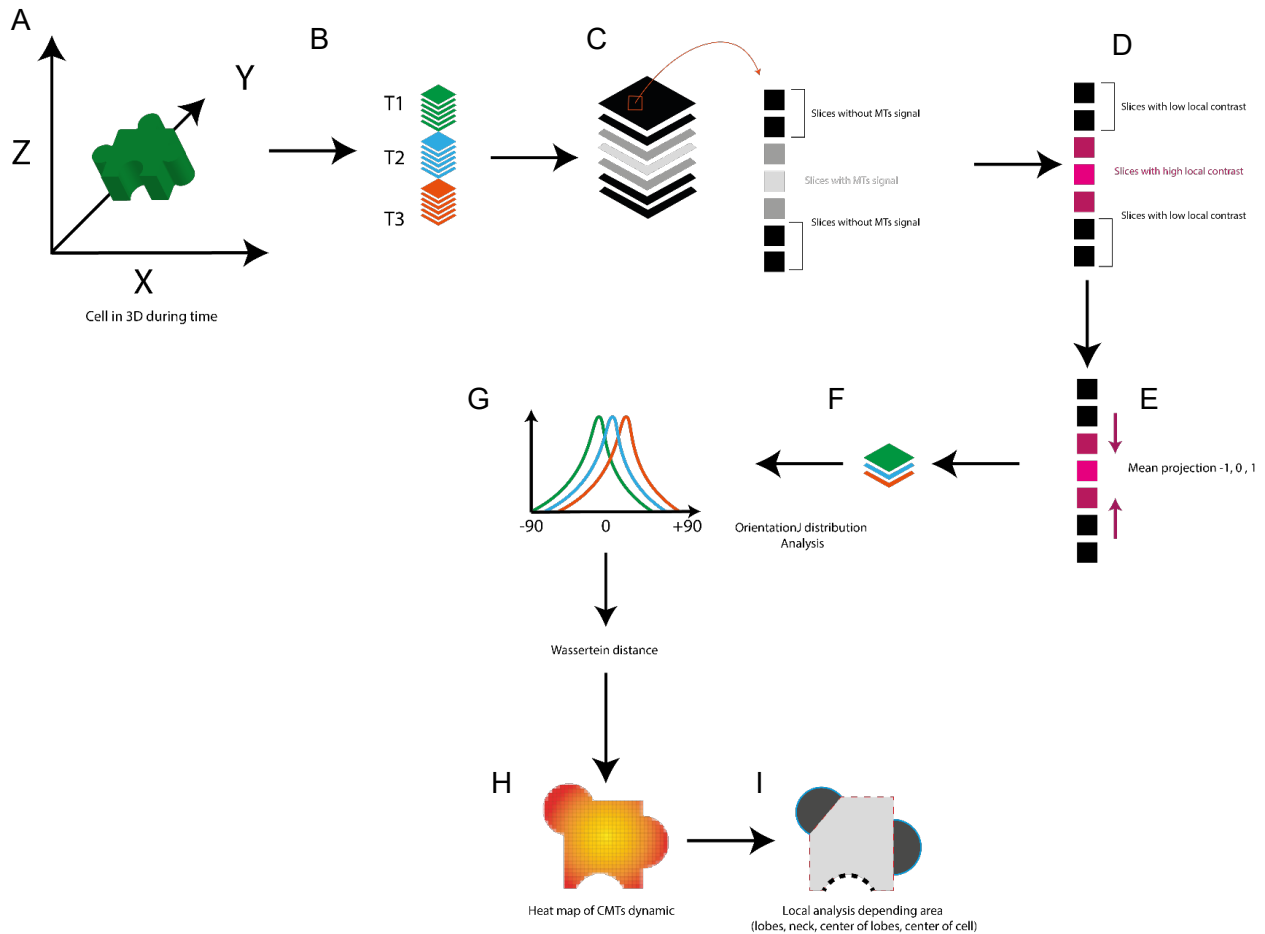 A
Z
Y
X
Cell in 3D during time
B
T1
T2
T3
C
Slices without MTs signal
Slices with MTs signal
Slices without MTs signal
D
Slices with low local contrast
Slices with high local contrast
Slices with low local contrast
E
Mean projection -1, 0 , 1
F
OrientationJ distribution
Analysis
G
-90 0 +90
Wassertein distance
H
Heat map of CMTs dynamic
I
Local analysis depending area
(lobes, neck, center of lobes, center of cell)